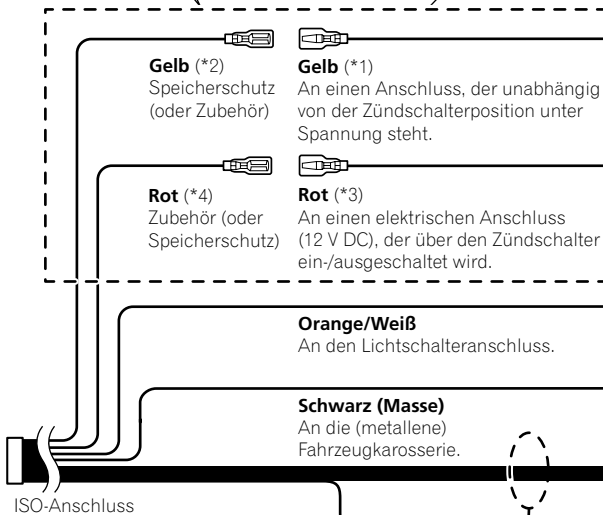 Gelb (*2)
Speicherschutz
(oder Zubehör)
Gelb (*1)
An einen Anschluss, der unabhängig
von der Zündschalterposition unter
Spannung steht.
Rot (*4)
Zubehör (oder
Speicherschutz)
Rot (*3)
An einen elektrischen Anschluss
(12 V DC), der über den Zündschalter
ein-/ausgeschaltet wird.
Orange/Weiß
An den Lichtschalteranschluss.
Schwarz (Masse)
An die (metallene)
Fahrzeugkarosserie.
ISO-Anschluss